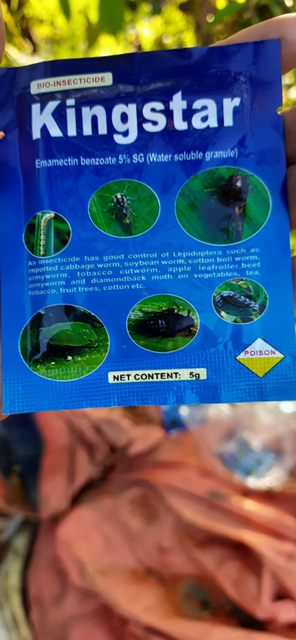 BIO-INSECTICIDE
Kingstar
Emamectin benzoate 5% SG (Water soluble granule)
An insecticide has good control of Lepidoptera such as
imported cabbage worm, soybean worm, cotton boll worm,
armyworm, tobacco cutworm, apple leafroller,beet
armyworm, and diamondback moth on vegetables, tea,
tobacco, fruit trees, cotton etc.
POISON
NET CONTENT: 5g